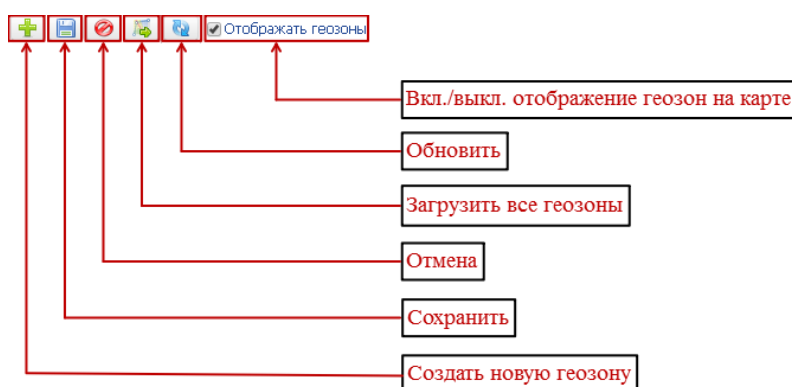 Отображать геозоны
Вкл./выкл. отображение геозон на карте
Обновить
Загрузить все геозоны
Отмена
Сохранить
Создать новую геозону